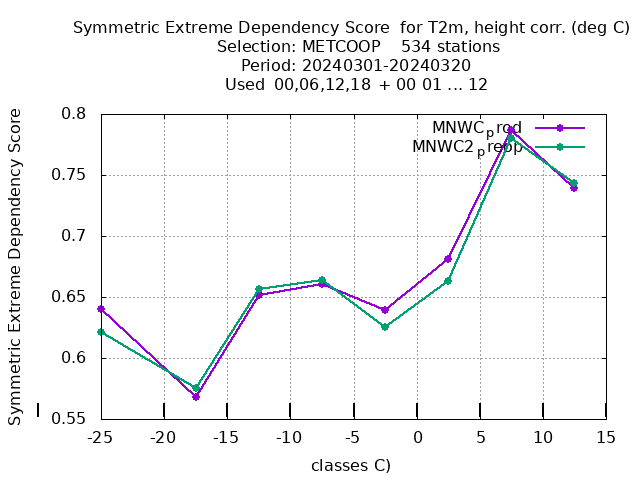 Symmetric Extreme Dependency Score  for T2m, height corr. (deg C)
Selection: METCOOP    534 stations
Period: 20240301-20240320
Used  00,06,12,18 + 00 01 ... 12
Symmetric Extreme Dependency Score
0.8
0.75
0.7
0.65
0.6
0.55
MNWCprod
MNWC2prepp
-25 -20 -15 -10 -5 0 5 10 15
classes C)